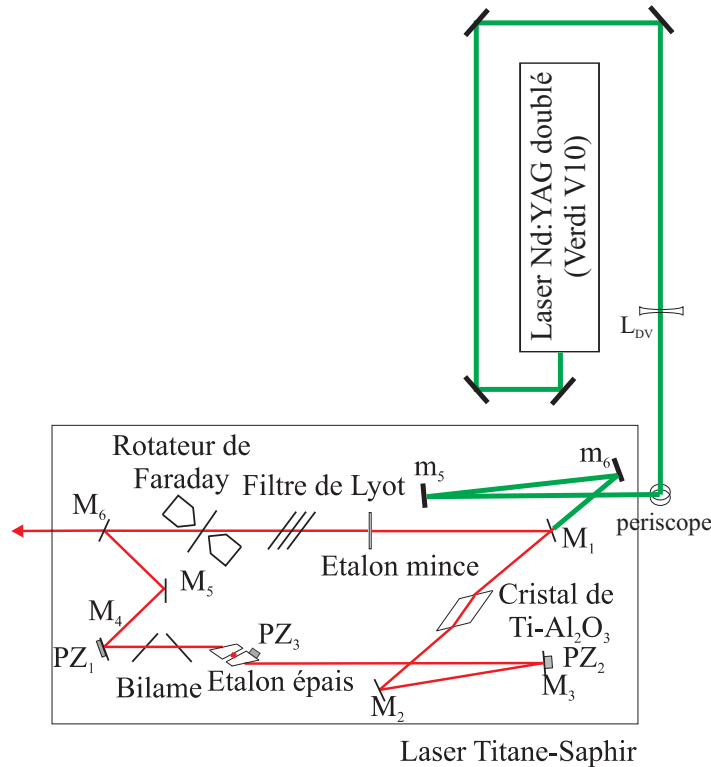 Laser Nd:YAG doublé
(Verdi V10)
L_DV
Rotateur de
Faraday
Filtre de Lyot
m₅
m₆
periscope
M₆
M₁
Etalon mince
M₅
M₄
Cristal de
Ti-Al₂O₃
PZ₁
Bilame
PZ₃
Etalon épais
PZ₂
M₃
M₂
Laser Titane-Saphir